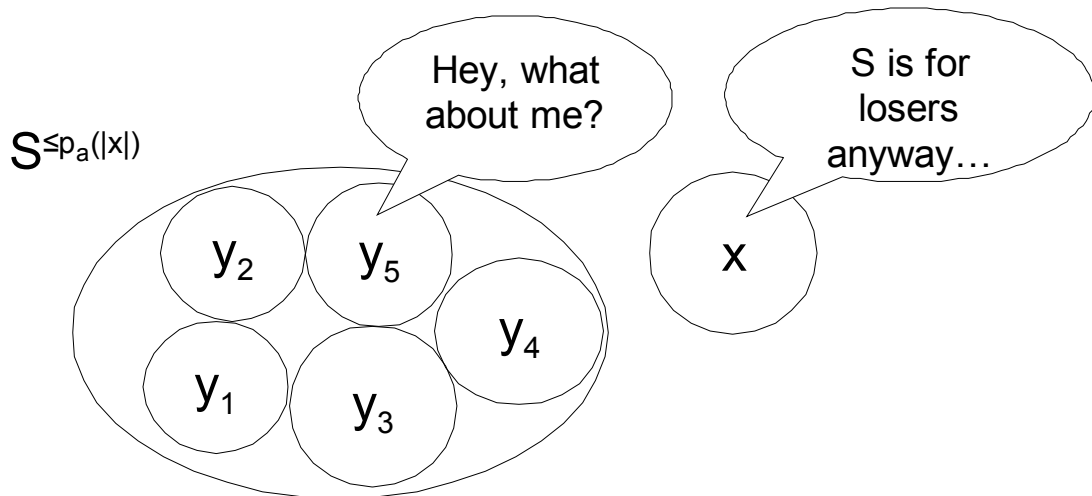 Hey, what
about me?
S is for
losers
anyway…
S≤pₐ(|x|)
y₂
y₅
x
y₄
y₁
y₃